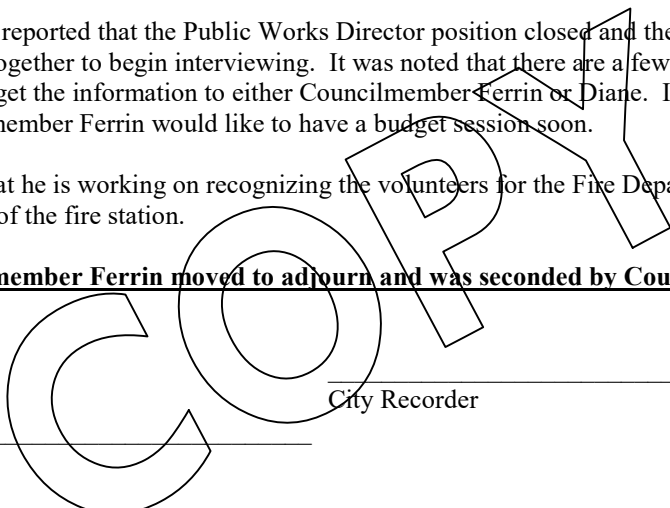 reported that the Public Works Director position closed and the
ogether to begin interviewing. It was noted that there are a few
get the information to either Councilmember Ferrin or Diane. I
member Ferrin would like to have a budget session soon.
at he is working on recognizing the volunteers for the Fire Depa
of the fire station.
member Ferrin moved to adjourn and was seconded by Cou
City Recorder
COPY